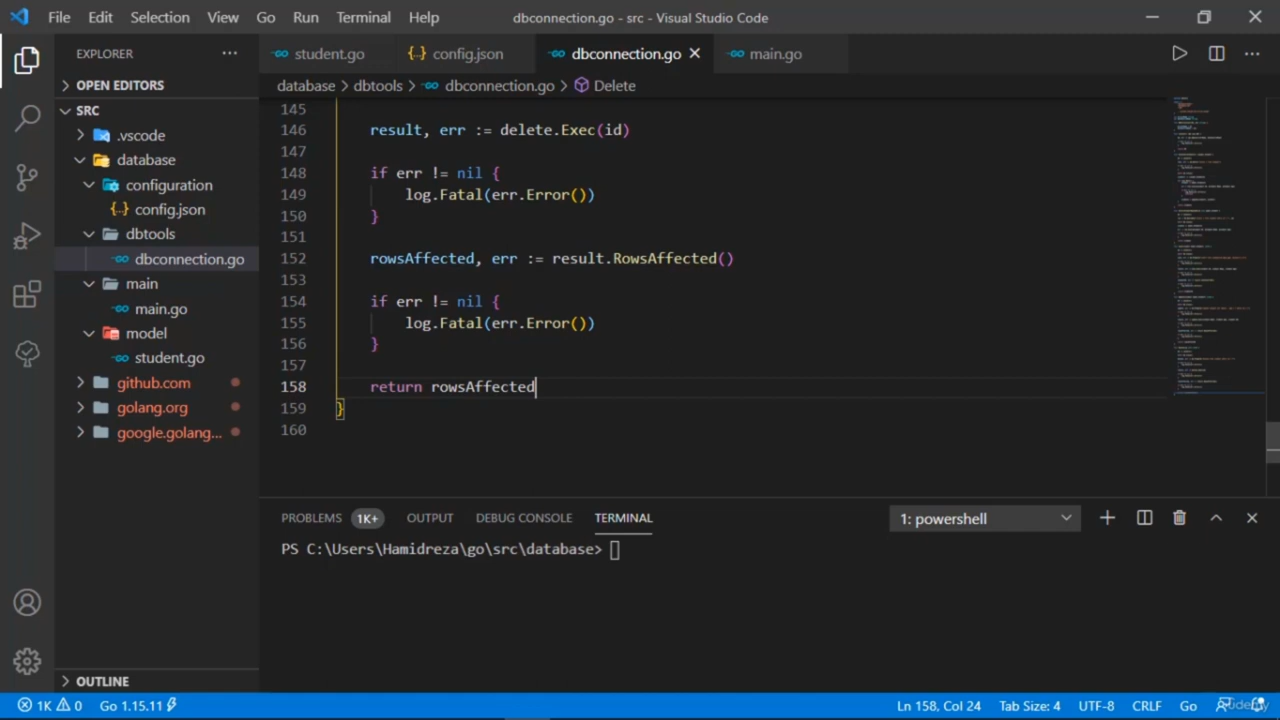 File Edit Selection View Go Run Terminal Help dbconnection.go - src - Visual Studio Code
EXPLORER ··· student.go {··} config.json dbconnection.go × main.go ···
OPEN EDITORS
database > dbtools > dbconnection.go > Delete
SRC
.vscode
database
configuration
{··} config.json
dbtools
dbconnection.go
main
main.go
model
student.go
github.com
golang.org
google.golang...
OUTLINE
145
146 result, err := delete.Exec(id)
147
148 if err != nil {
149 log.Fatal(err.Error())
150 }
151
152 rowsAffected, err := result.RowsAffected()
153
154 if err != nil {
155 log.Fatal(err.Error())
156 }
157
158 return rowsAffected
159 }
160
PROBLEMS 1K+ OUTPUT DEBUG CONSOLE TERMINAL 1: powershell
PS C:\Users\Hamidreza\go\src\database>
1K 0 Go 1.15.11 Ln 158, Col 24 Tab Size: 4 UTF-8 CRLF Go